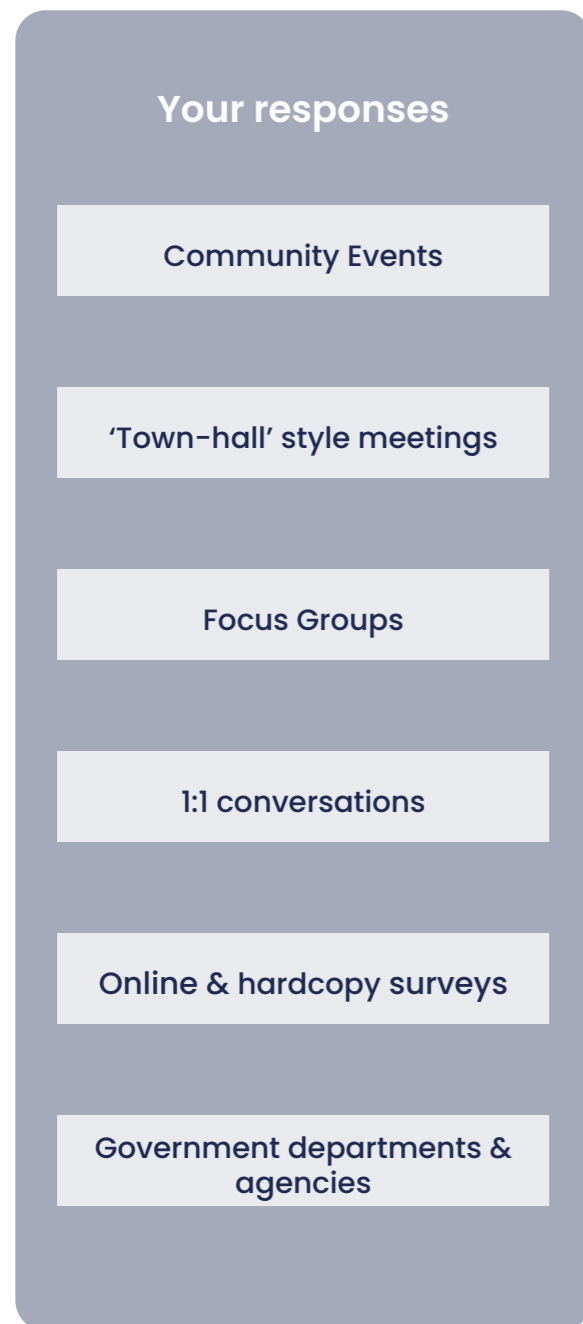 Your responses
Community Events
‘Town-hall’ style meetings
Focus Groups
1:1 conversations
Online & hardcopy surveys
Government departments &
agencies